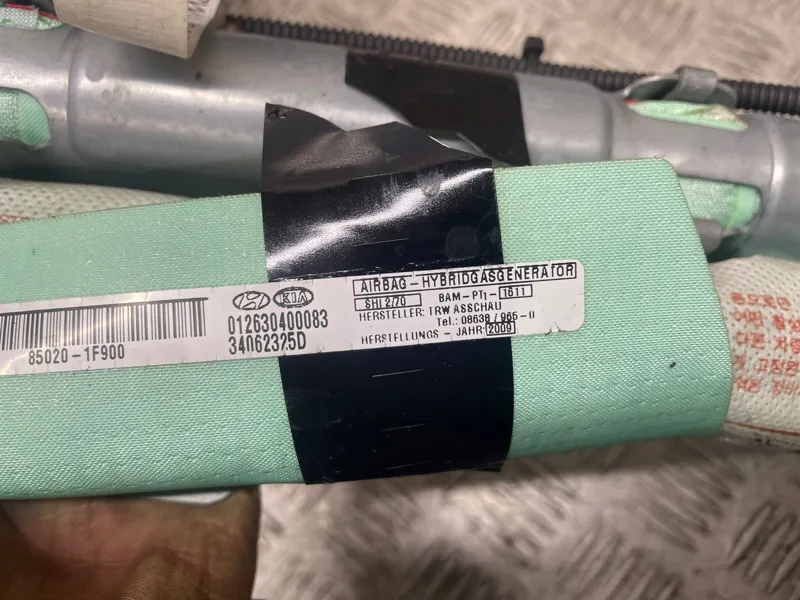 85020-1F900
KIA
012630400083
34062325D
AIRBAG-HYBRIDGASGENERATOR
SHI 2/70 BAM-PT1-1611
HERSTELLER: TRW ASSCHAU
Tel.: 08638 / 965-0
HERSTELLUNGS - JAHR: 2009